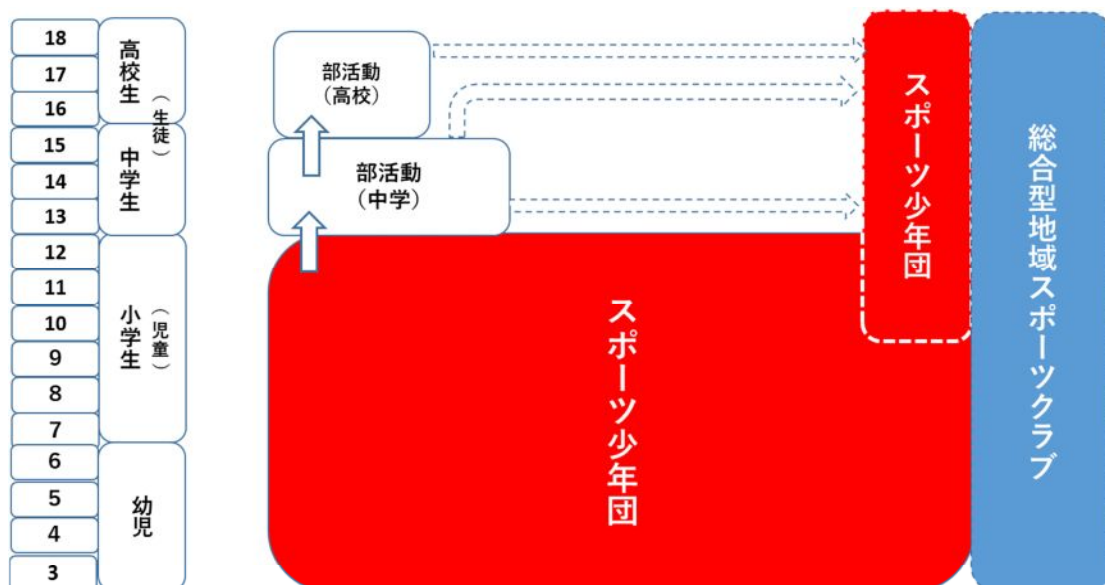 18
17
16
15
14
13
12
11
10
9
8
7
6
5
4
3
高校生
（生徒）
中学生
小学生
（児童）
幼児
部活動
（高校）
部活動
（中学）
スポーツ少年団
スポーツ少年団
総合型地域スポーツクラブ